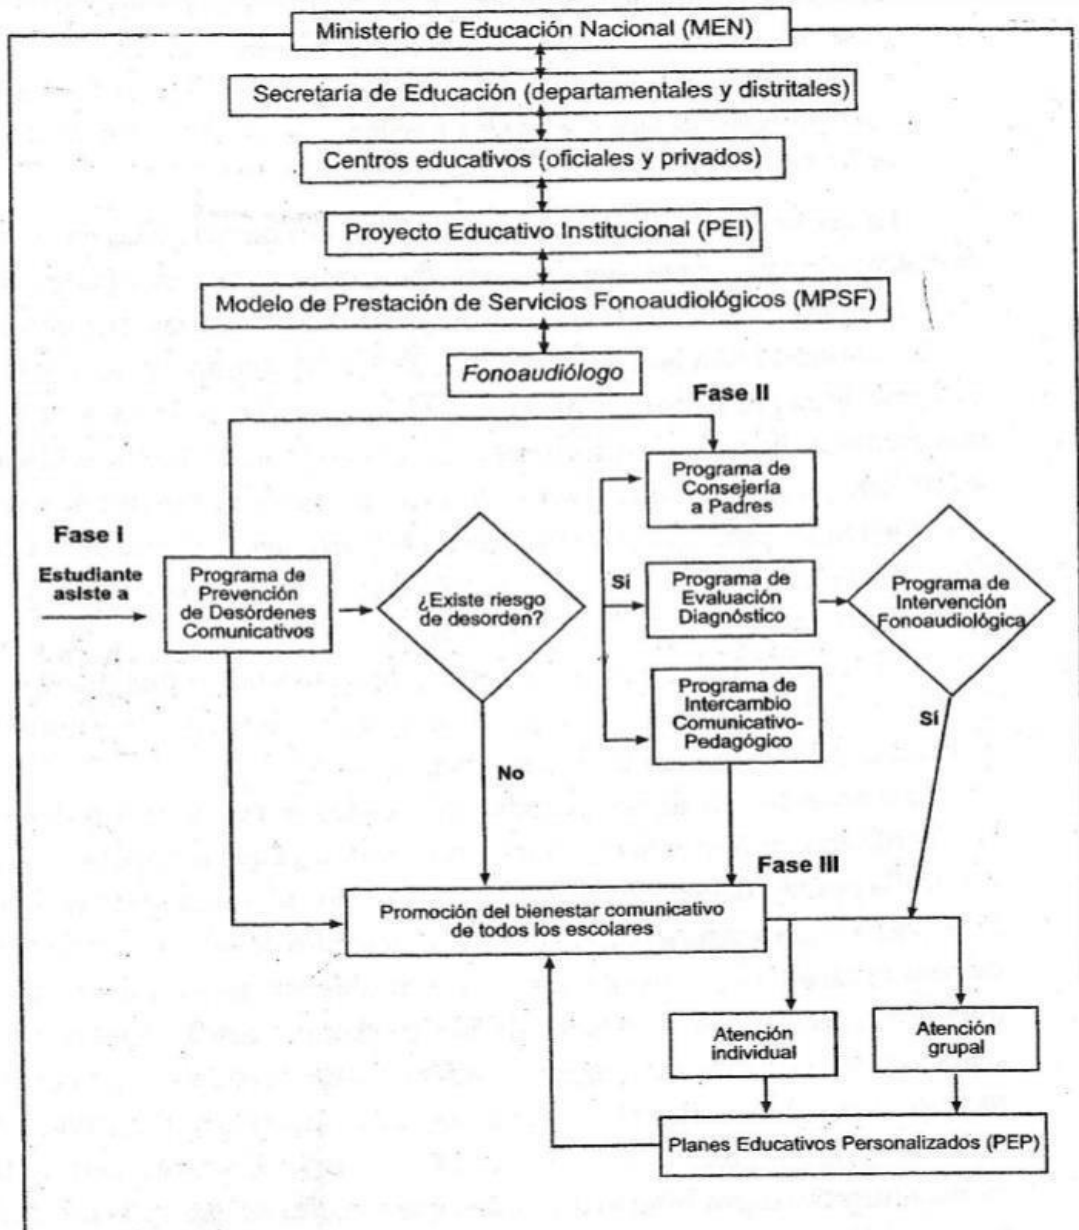 Ministerio de Educación Nacional (MEN)
Secretaría de Educación (departamentales y distritales)
Centros educativos (oficiales y privados)
Proyecto Educativo Institucional (PEI)
Modelo de Prestación de Servicios Fonoaudiológicos (MPSF)
Fonoaudiólogo
Fase II
Fase I
Estudiante
asiste a
Programa de
Prevención
de Desórdenes
Comunicativos
¿Existe riesgo
de desorden?
Sí
No
Programa de
Consejería
a Padres
Programa de
Evaluación
Diagnóstico
Programa de
Intercambio
Comunicativo-
Pedagógico
Programa de
Intervención
Fonoaudiológica
Sí
Fase III
Promoción del bienestar comunicativo
de todos los escolares
Atención
individual
Atención
grupal
Planes Educativos Personalizados (PEP)